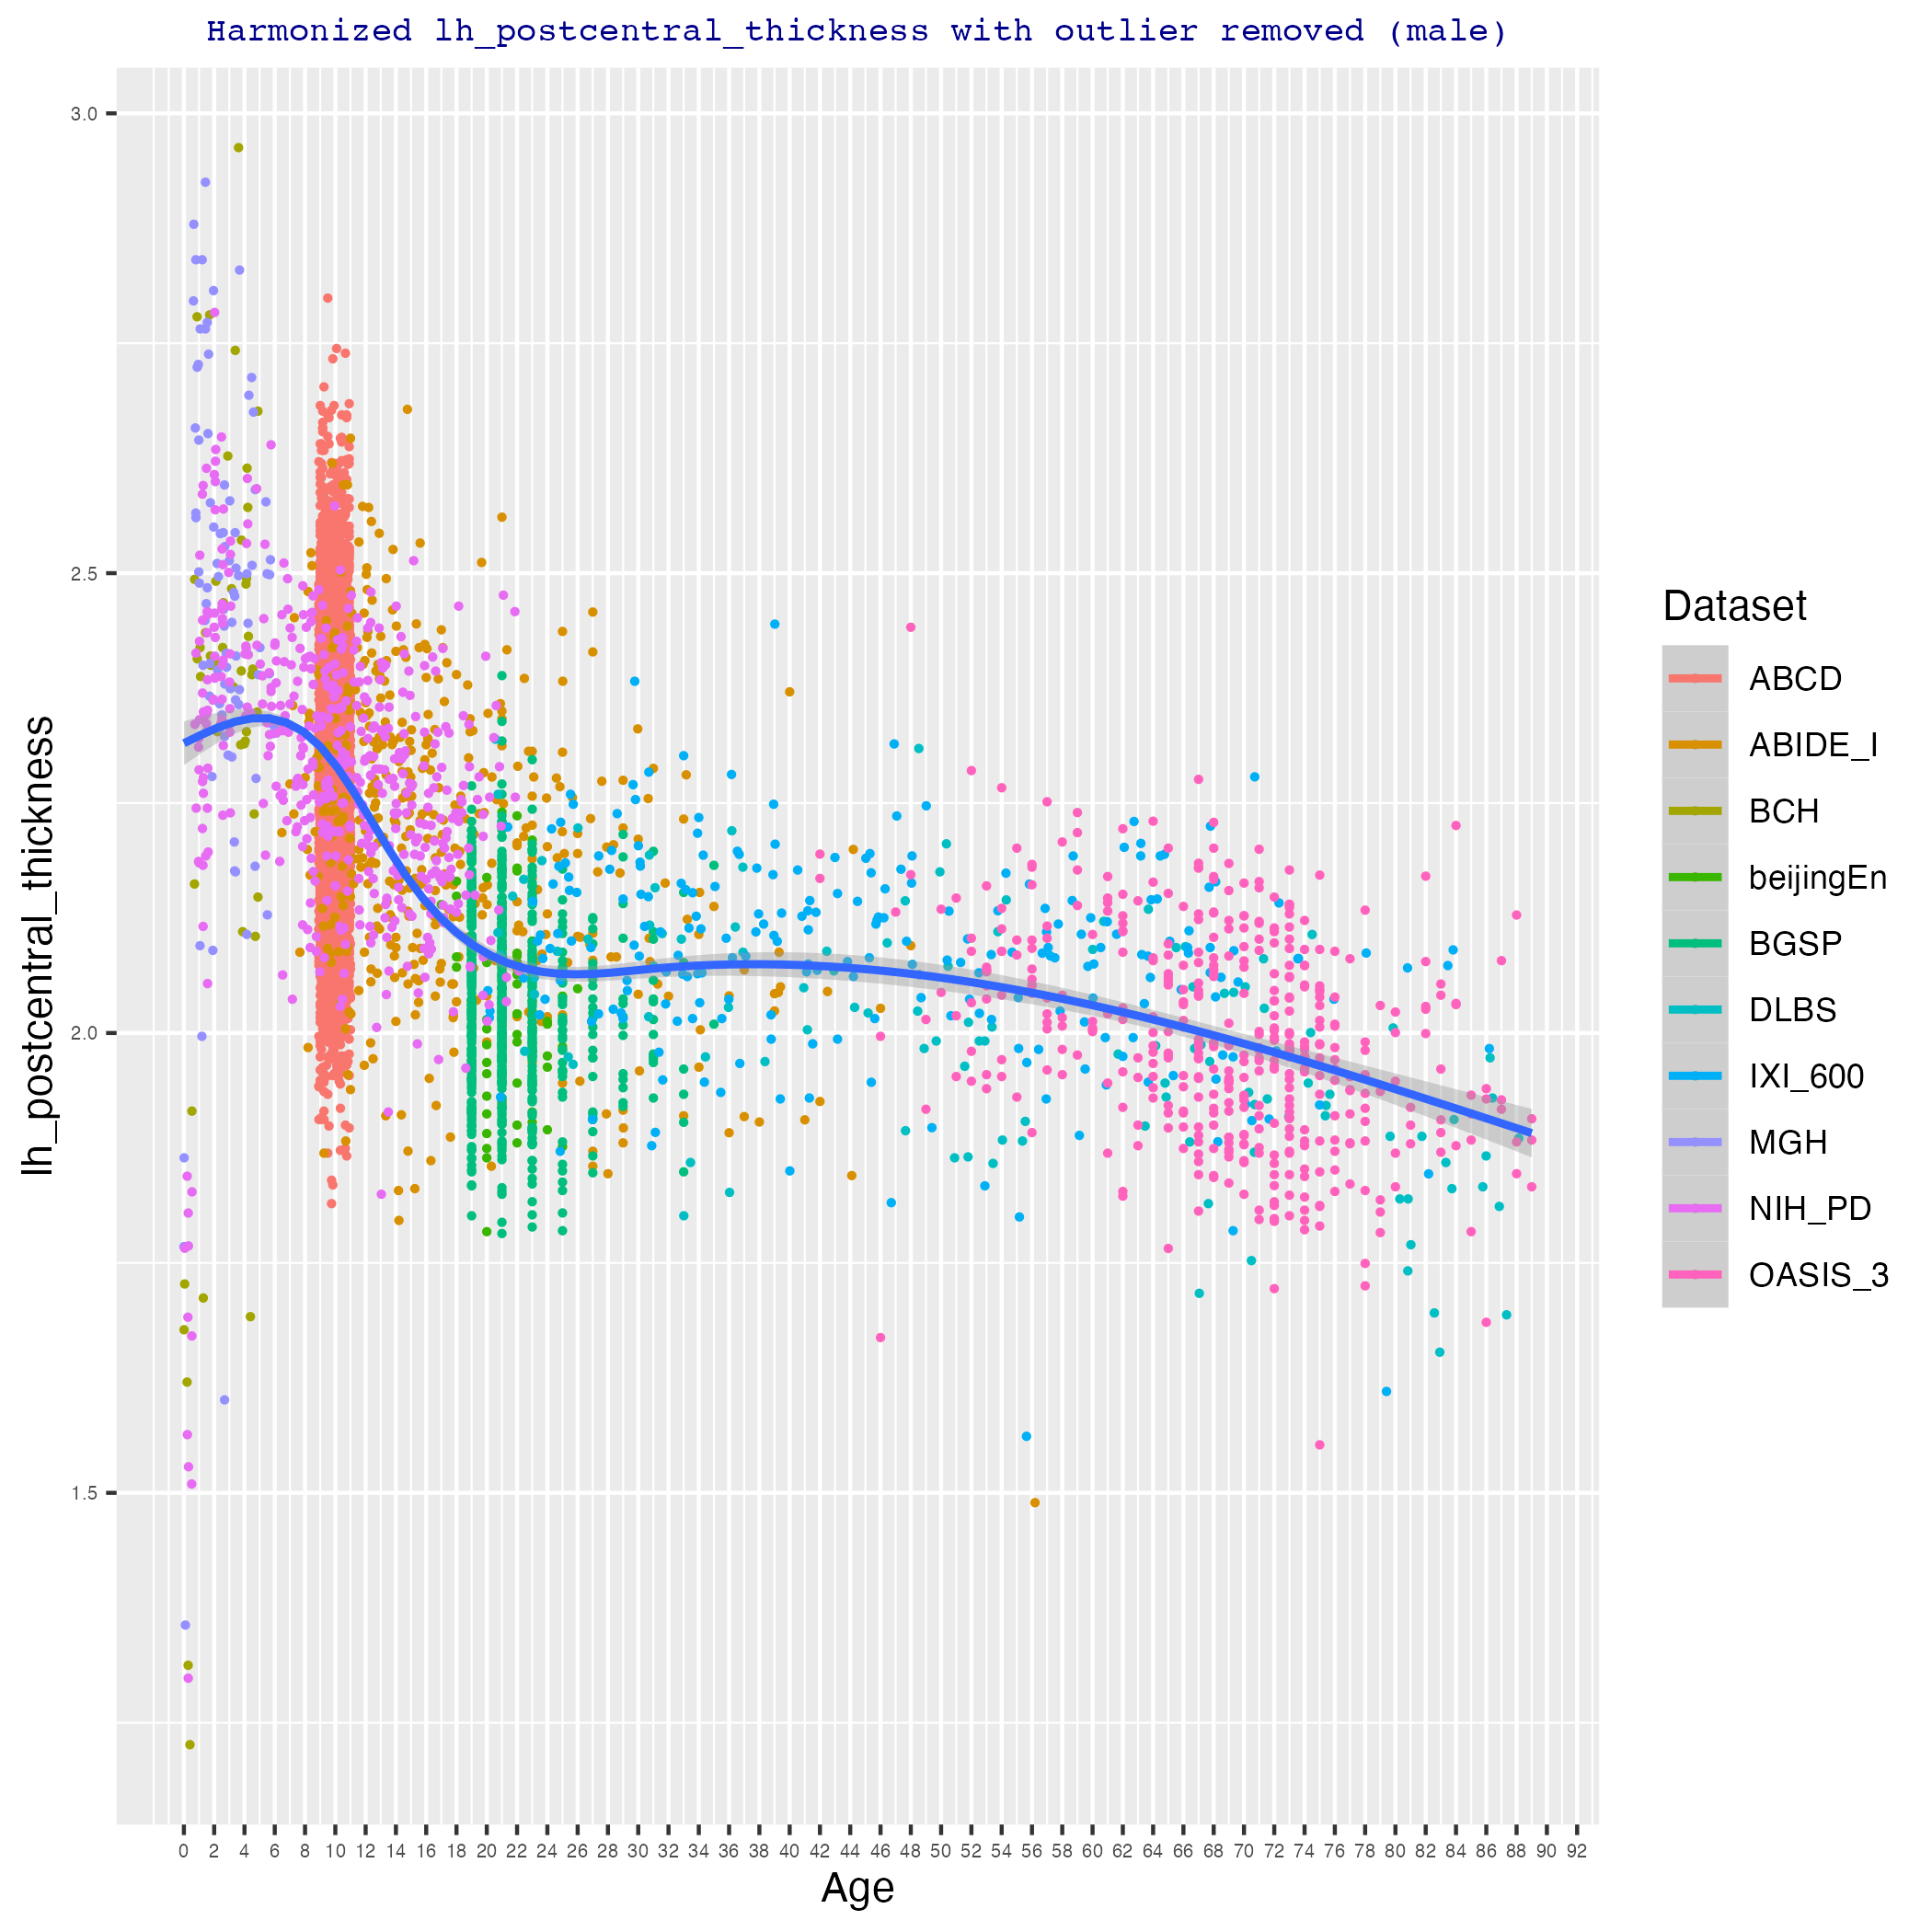 Harmonized lh_postcentral_thickness with outlier removed (male)
lh_postcentral_thickness
3.0
2.5
2.0
1.5
0 2 4 6 8 10 12 14 16 18 20 22 24 26 28 30 32 34 36 38 40 42 44 46 48 50 52 54 56 58 60 62 64 66 68 70 72 74 76 78 80 82 84 86 88 90 92
Age
Dataset
ABCD
ABIDE_I
BCH
beijingEn
BGSP
DLBS
IXI_600
MGH
NIH_PD
OASIS_3